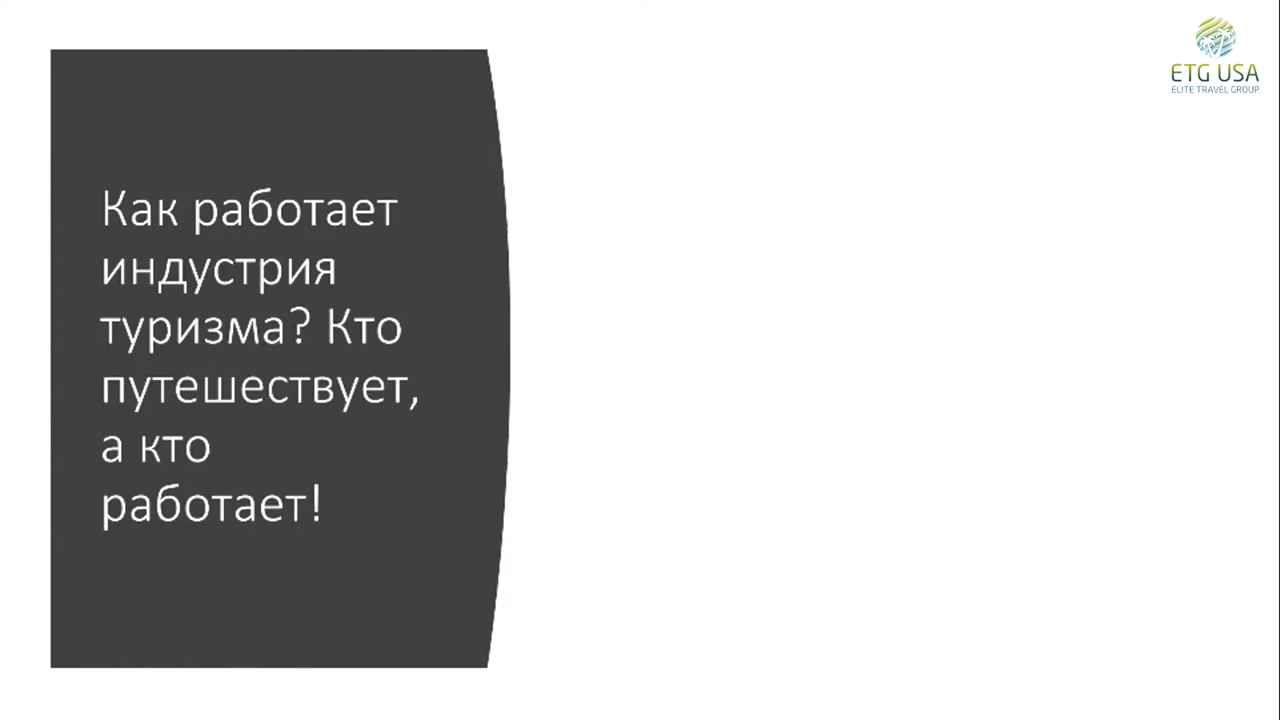 Как работает
индустрия
туризма? Кто
путешествует,
а кто
работает!
ETG USA
ELITE TRAVEL GROUP